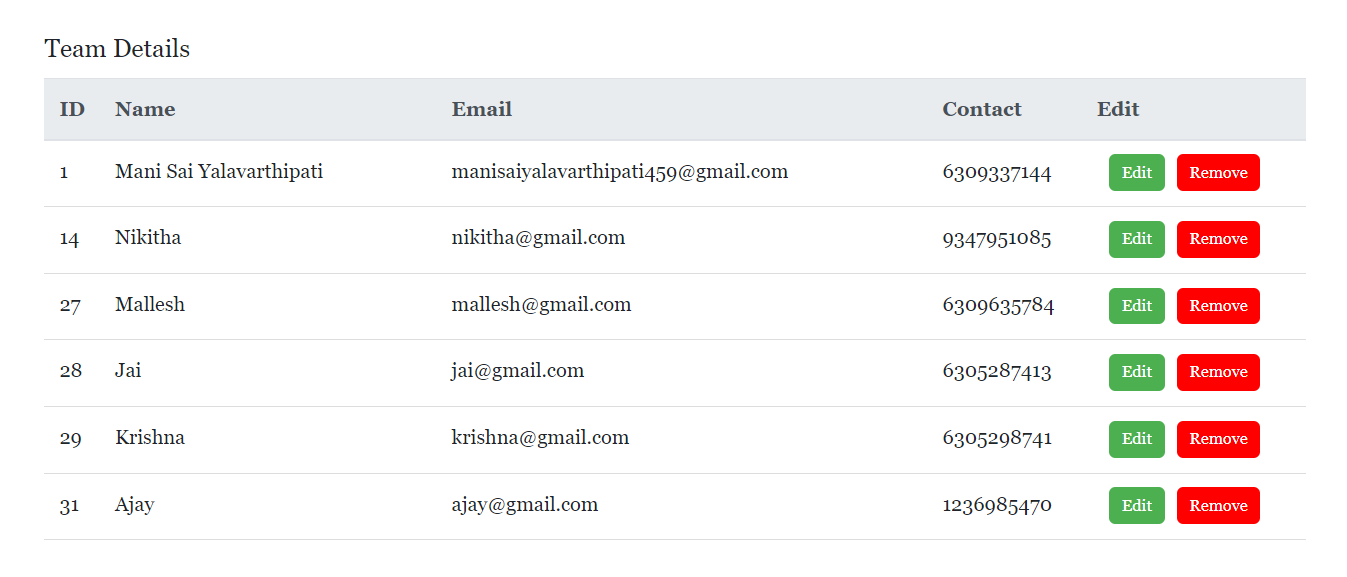 Team Details
ID Name Email Contact Edit
1 Mani Sai Yalavarthipati manisaiyalavarthipati459@gmail.com 6309337144 Edit Remove
14 Nikitha nikitha@gmail.com 9347951085 Edit Remove
27 Mallesh mallesh@gmail.com 6309635784 Edit Remove
28 Jai jai@gmail.com 6305287413 Edit Remove
29 Krishna krishna@gmail.com 6305298741 Edit Remove
31 Ajay ajay@gmail.com 1236985470 Edit Remove